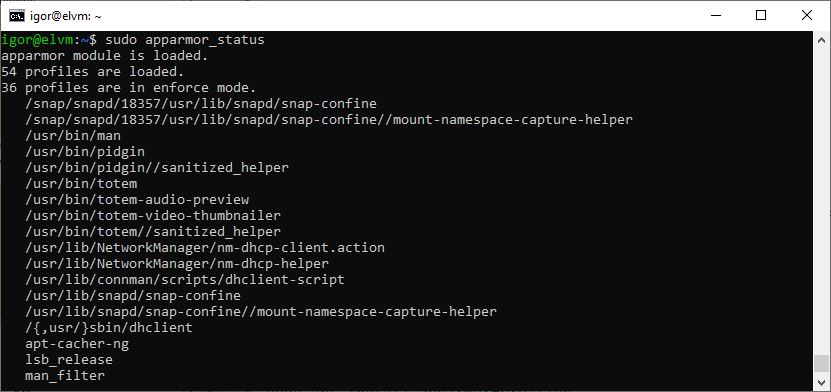 igor@elvm: ~
igor@elvm:~$ sudo apparmor_status
apparmor module is loaded.
54 profiles are loaded.
36 profiles are in enforce mode.
   /snap/snapd/18357/usr/lib/snapd/snap-confine
   /snap/snapd/18357/usr/lib/snapd/snap-confine//mount-namespace-capture-helper
   /usr/bin/man
   /usr/bin/pidgin
   /usr/bin/pidgin//sanitized_helper
   /usr/bin/totem
   /usr/bin/totem-audio-preview
   /usr/bin/totem-video-thumbnailer
   /usr/bin/totem//sanitized_helper
   /usr/lib/NetworkManager/nm-dhcp-client.action
   /usr/lib/NetworkManager/nm-dhcp-helper
   /usr/lib/connman/scripts/dhclient-script
   /usr/lib/snapd/snap-confine
   /usr/lib/snapd/snap-confine//mount-namespace-capture-helper
   /{,usr/}sbin/dhclient
   apt-cacher-ng
   lsb_release
   man_filter